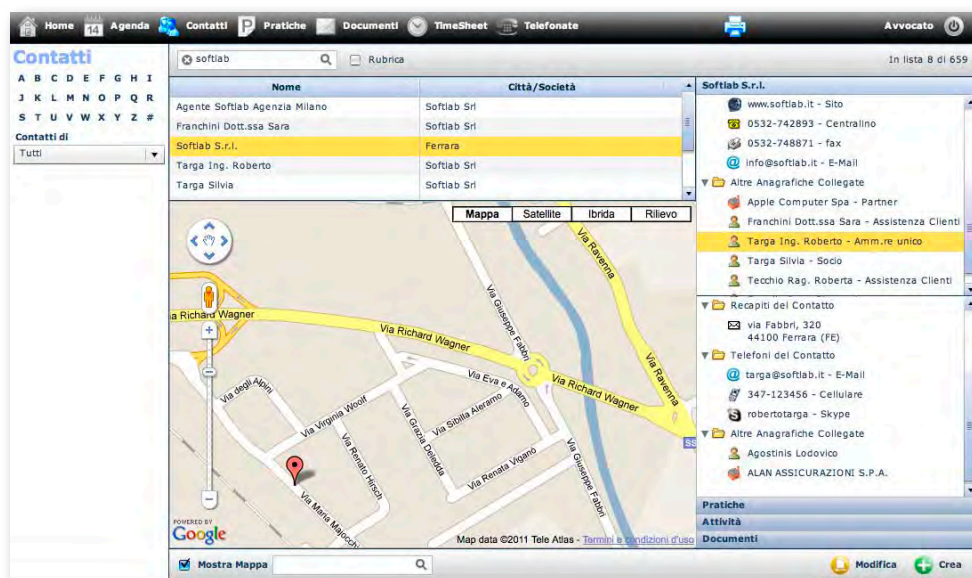 Home 14 Agenda Contatti P Pratiche Documenti TimeSheet Telefonate Avvocato
Contatti
A B C D E F G H I
J K L M N O P Q R
S T U V W X Y Z #
Contatti di
Tutti
softlab Rubrica In lista 8 di 659
Nome Città/Società
Agente Softlab Agenzia Milano Softlab Srl
Franchini Dott.ssa Sara Softlab Srl
Softlab S.r.l. Ferrara
Targa Ing. Roberto Softlab Srl
Targa Silvia Softlab Srl
Softlab S.r.l.
www.softlab.it - Sito
0532-742893 - Centralino
0532-748871 - fax
@ info@softlab.it - E-Mail
Altre Anagrafiche Collegate
Apple Computer Spa - Partner
Franchini Dott.ssa Sara - Assistenza Clienti
Targa Ing. Roberto - Amm.re unico
Targa Silvia - Socio
Tecchio Rag. Roberta - Assistenza Clienti
Recapiti del Contatto
via Fabbri, 320
44100 Ferrara (FE)
Telefoni del Contatto
@ targa@softlab.it - E-Mail
347-123456 - Cellulare
S robertotarga - Skype
Altre Anagrafiche Collegate
Agostinis Lodovico
ALAN ASSICURAZIONI S.P.A.
Pratiche
Attività
Documenti
Mappa Satellite Ibrida Rilievo
Via Ravenna
Via Giuseppe Fabbri
ia Richard Wagner
Via Richard Wagner
Via Ravenna
Via Eva e Adamo
Via Richard Wagner
Via degli Alpini
Via Virginia Woolf
Via Sibilla Aleramo
Via Grazia Deledda
Via Renato Hirsch
Via Renata Viganò
Via Giuseppe Fabbri
SS
Via Maria Majocchi
POWERED BY
Google
Map data ©2011 Tele Atlas - Termini e condizioni d'uso
Mostra Mappa Modifica Crea